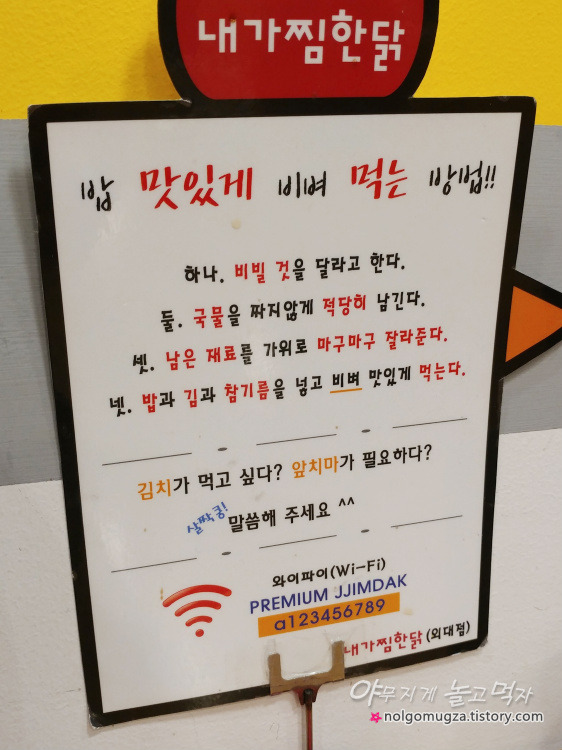 내가찜한닭
밥 맛있게 비벼 먹는 방법!!
하나. 비빌 것을 달라고 한다.
둘. 국물을 짜지않게 적당히 남긴다.
셋. 남은 재료를 가위로 마구마구 잘라준다.
넷. 밥과 김과 참기름을 넣고 비벼 맛있게 먹는다.
김치가 먹고 싶다? 앞치마가 필요하다?
살짝쿵! 말씀해 주세요 ^^
와이파이(Wi-Fi)
PREMIUM JJIMDAK
a123456789
내가찜한닭(외대점)
야무지게 놀고먹자
nolgomugza.tistory.com